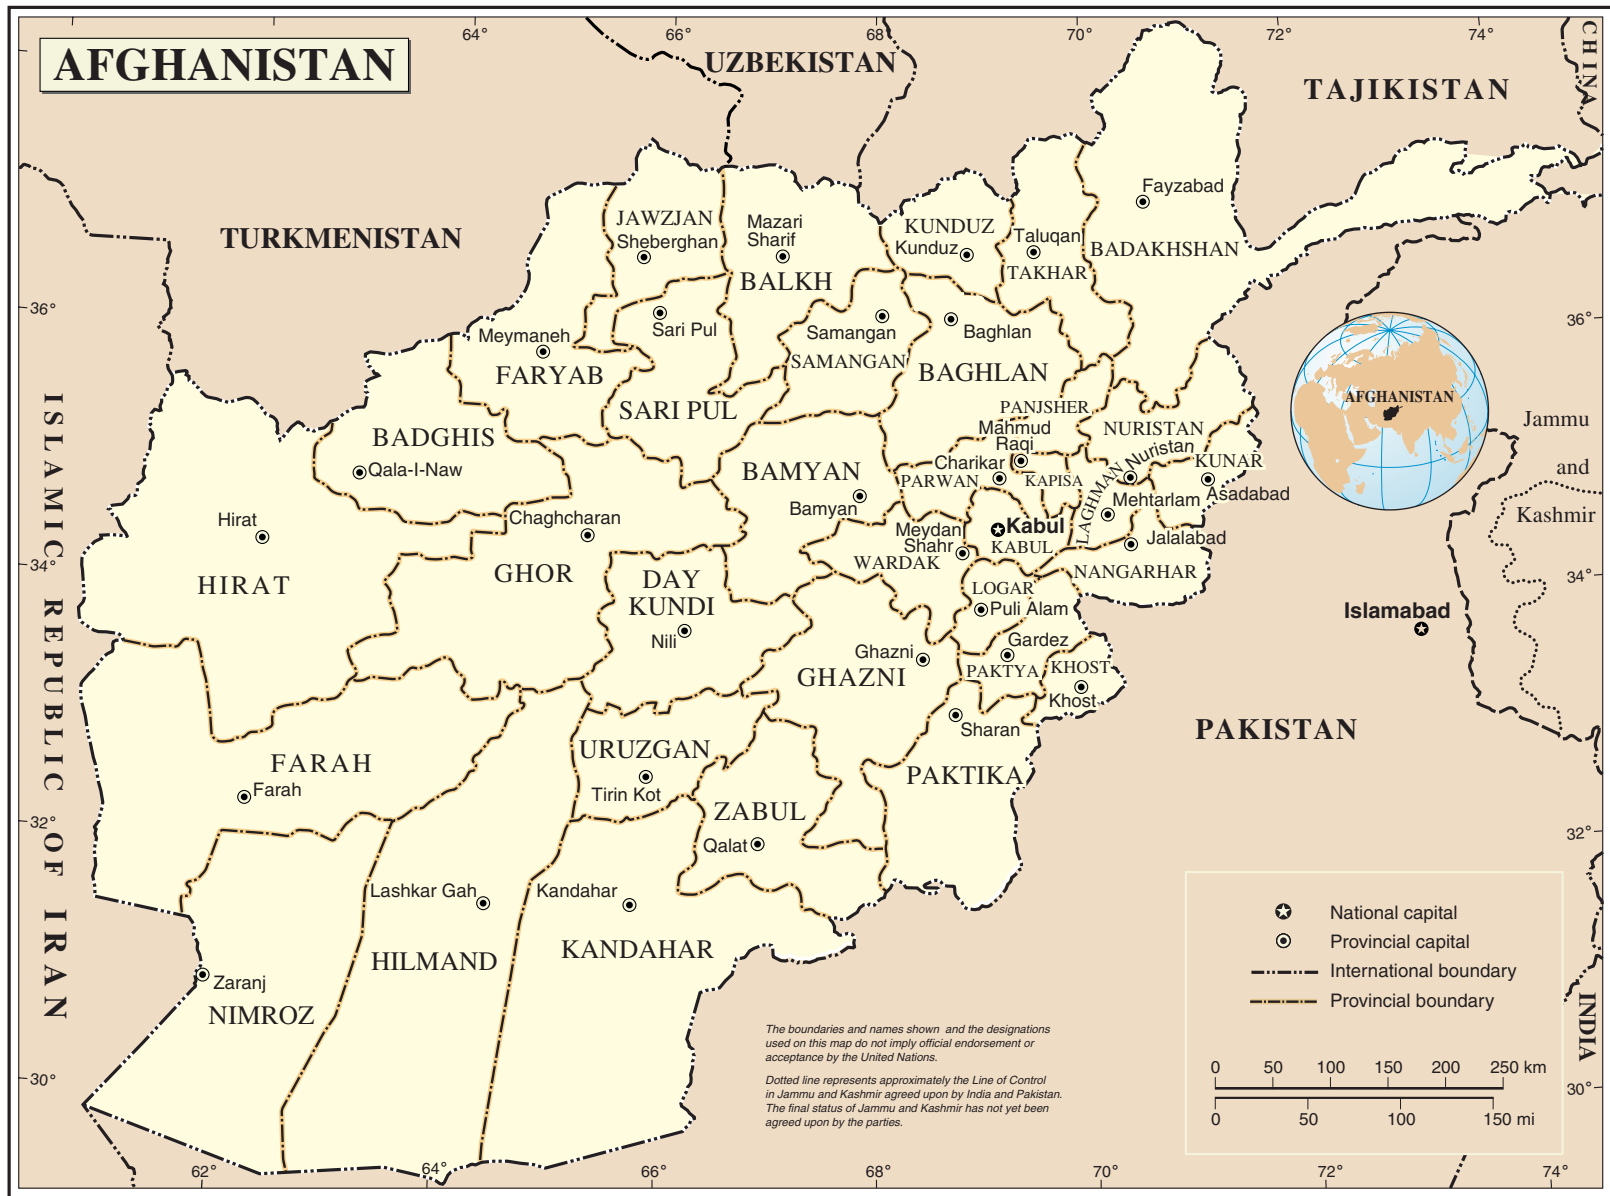 AFGHANISTAN
64°
66°
68°
70°
72°
74°
UZBEKISTAN
TAJIKISTAN
CHINA
TURKMENISTAN
Fayzabad
BADAKHSHAN
JAWZJAN
Sheberghan
Mazari
Sharif
BALKH
KUNDUZ
Kunduz
Taluqan
TAKHAR
36°
36°
Meymaneh
FARYAB
Sari Pul
SARI PUL
Samangan
SAMANGAN
Baghlan
BAGHLAN
AFGHANISTAN
PANJSHER
Mahmud
Raqi
NURISTAN
Nuristan
Jammu
and
Kashmir
BADGHIS
Qala-I-Naw
BAMYAN
Bamyan
Charikar
PARWAN
KAPISA
LAGHMAN
KUNAR
Mehtarlam
Asadabad
Hirat
HIRAT
Chaghcharan
GHOR
Meydan
Shahr
WARDAK
Kabul
KABUL
Jalalabad
NANGARHAR
34°
34°
DAY
KUNDI
Nili
LOGAR
Puli Alam
Islamabad
Gardez
PAKTYA
KHOST
Khost
Ghazni
GHAZNI
Sharan
PAKTIKA
PAKISTAN
ISLAMIC REPUBLIC OF IRAN
FARAH
Farah
URUZGAN
Tirin Kot
ZABUL
Qalat
32°
32°
Lashkar Gah
HILMAND
Kandahar
KANDAHAR
Zaranj
NIMROZ
National capital
Provincial capital
International boundary
Provincial boundary
INDIA
The boundaries and names shown and the designations
used on this map do not imply official endorsement or
acceptance by the United Nations.
Dotted line represents approximately the Line of Control
in Jammu and Kashmir agreed upon by India and Pakistan.
The final status of Jammu and Kashmir has not yet been
agreed upon by the parties.
0 50 100 150 200 250 km
0 50 100 150 mi
30°
30°
62°
64°
66°
68°
70°
72°
74°